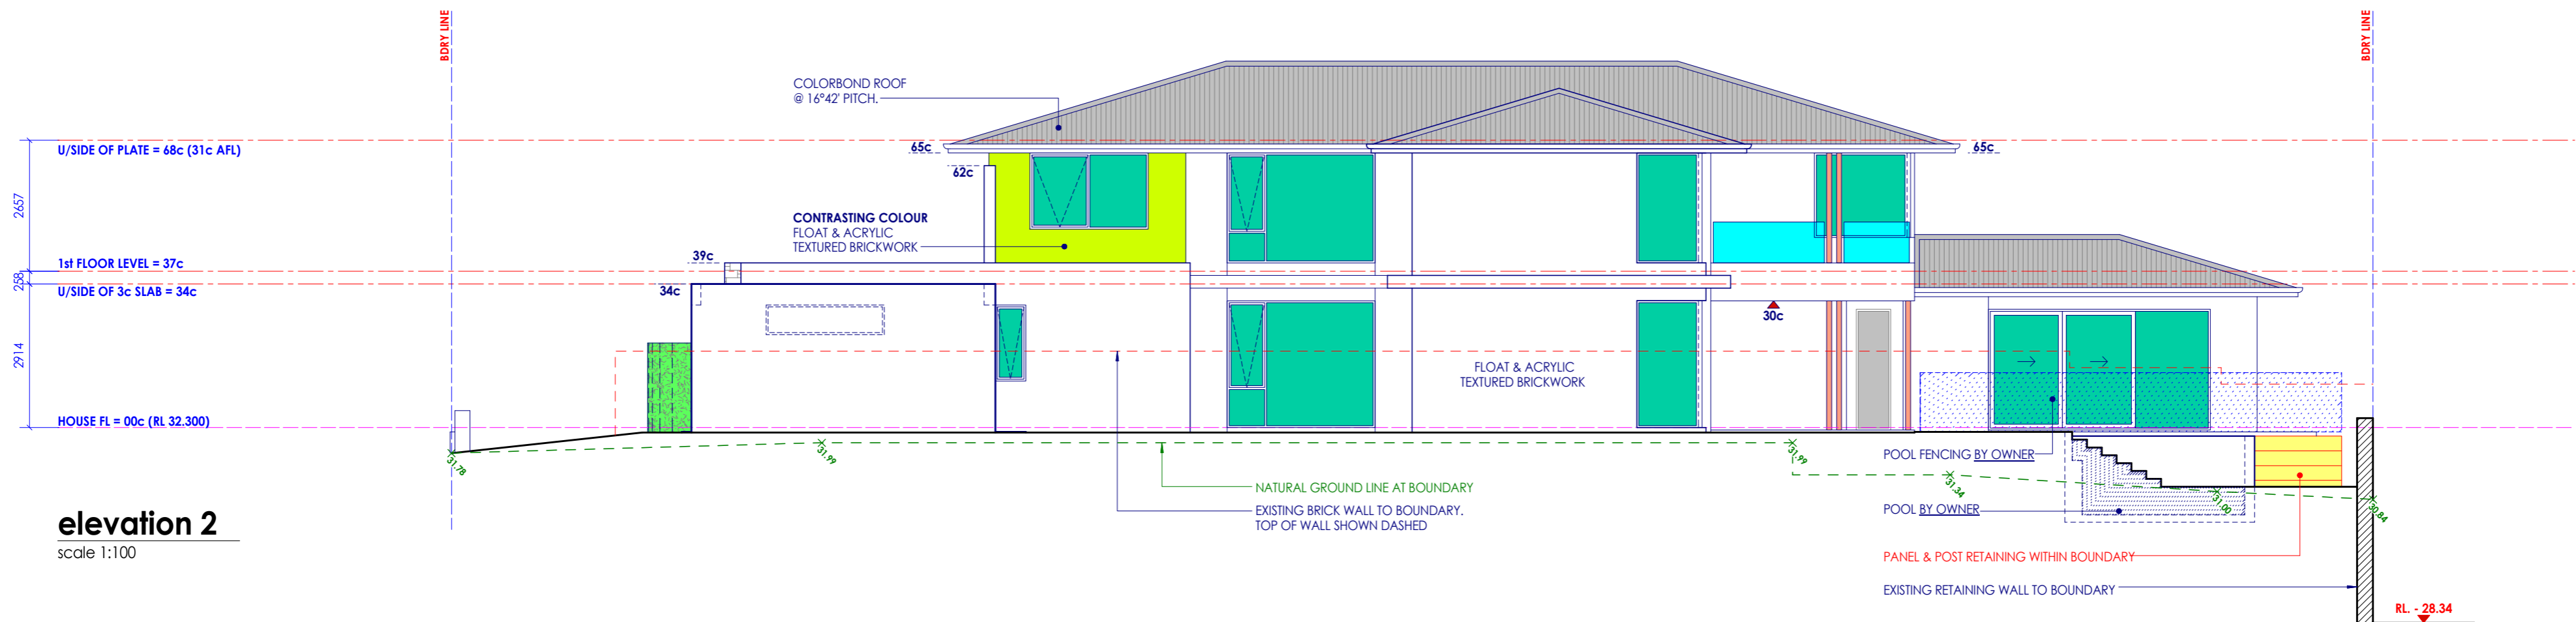 BDRY LINE
BDRY LINE
COLORBOND ROOF
@ 16°42' PITCH.
U/SIDE OF PLATE = 68c (31c AFL)
65c
65c
62c
2657
CONTRASTING COLOUR
FLOAT & ACRYLIC
TEXTURED BRICKWORK
39c
1st FLOOR LEVEL = 37c
258
U/SIDE OF 3c SLAB = 34c
34c
30c
2914
FLOAT & ACRYLIC
TEXTURED BRICKWORK
HOUSE FL = 00c (RL 32.300)
31.78
31.99
31.99
31.34
31.00
30.84
POOL FENCING BY OWNER
NATURAL GROUND LINE AT BOUNDARY
EXISTING BRICK WALL TO BOUNDARY.
TOP OF WALL SHOWN DASHED
POOL BY OWNER
elevation 2
scale 1:100
PANEL & POST RETAINING WITHIN BOUNDARY
EXISTING RETAINING WALL TO BOUNDARY
RL. - 28.34